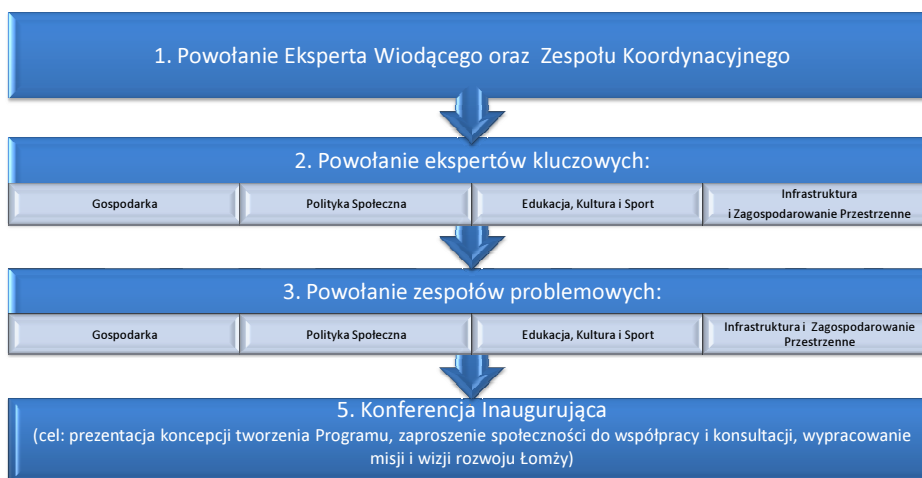 1. Powołanie Eksperta Wiodącego oraz Zespołu Koordynacyjnego
2. Powołanie ekspertów kluczowych:
Gospodarka
Polityka Społeczna
Edukacja, Kultura i Sport
Infrastruktura
i Zagospodarowanie Przestrzenne
3. Powołanie zespołów problemowych:
Gospodarka
Polityka Społeczna
Edukacja, Kultura i Sport
Infrastruktura i Zagospodarowanie
Przestrzenne
5. Konferencja Inaugurująca
(cel: prezentacja koncepcji tworzenia Programu, zaproszenie społeczności do współpracy i konsultacji, wypracowanie
misji i wizji rozwoju Łomży)